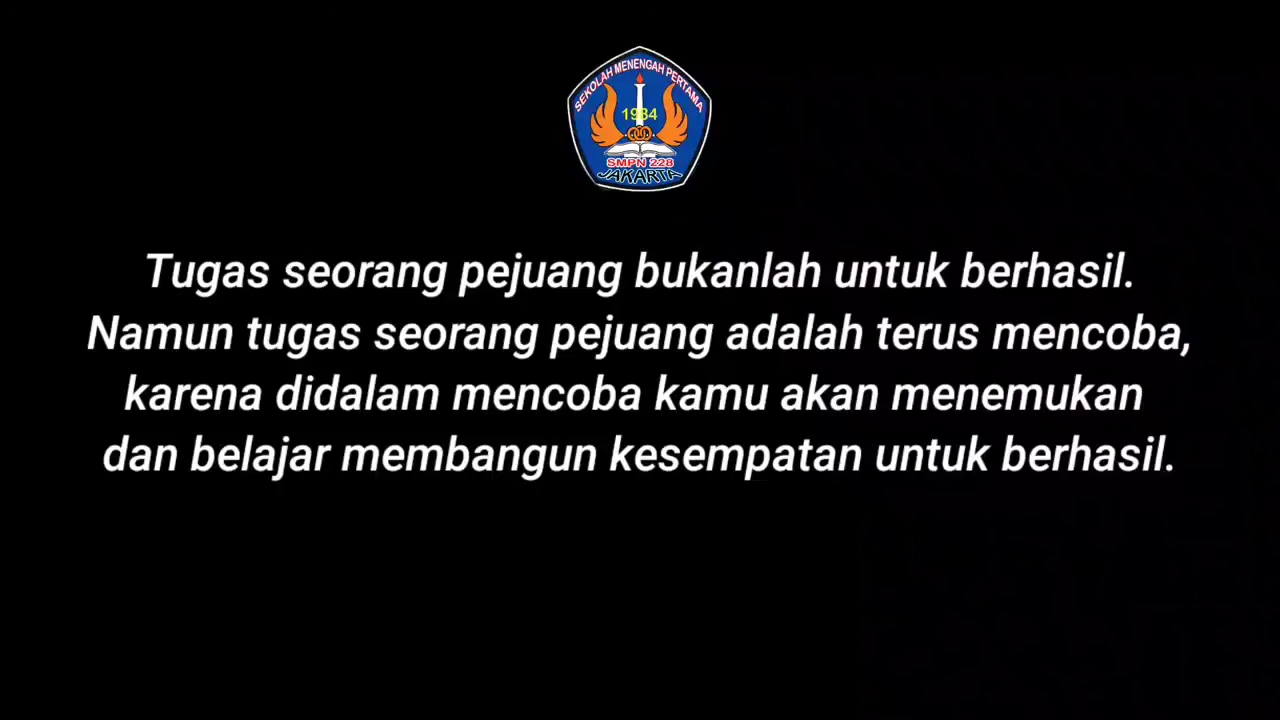 SEKOLAH MENENGAH PERTAMA
1984
SMPN 228
JAKARTA
Tugas seorang pejuang bukanlah untuk berhasil.
Namun tugas seorang pejuang adalah terus mencoba,
karena didalam mencoba kamu akan menemukan
dan belajar membangun kesempatan untuk berhasil.